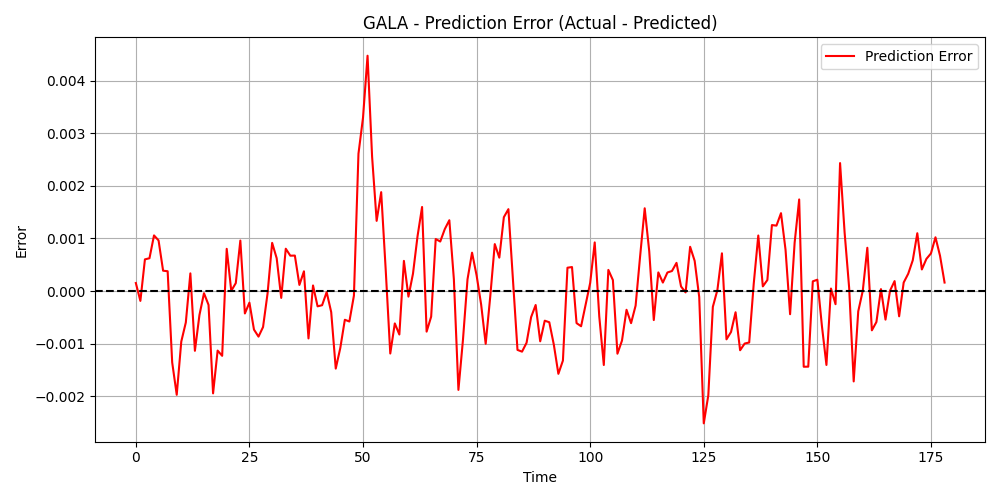 GALA - Prediction Error (Actual - Predicted)
Prediction Error
Error
0.004
0.003
0.002
0.001
0.000
−0.001
−0.002
0 25 50 75 100 125 150 175
Time